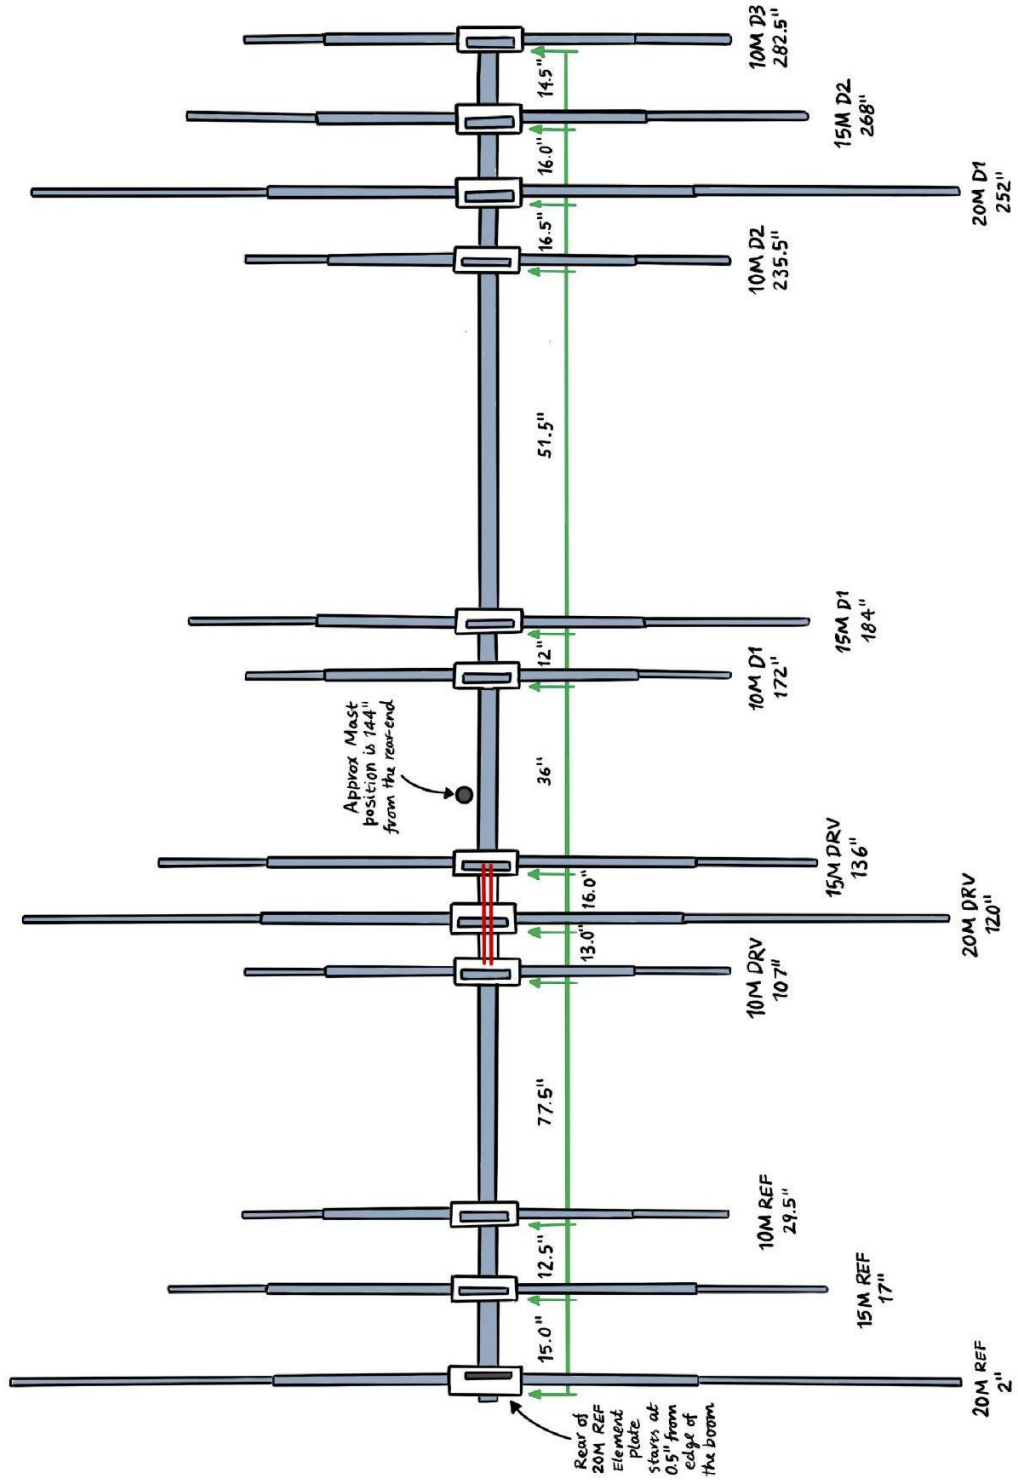 10M D3
282.5"
14.5"
15M D2
268"
16.0"
20M D1
252"
16.5"
10M D2
235.5"
51.5"
15M D1
184"
12"
10M D1
172"
Approx Mast
position is 144"
from the rear-end
36"
15M DRV
136"
16.0"
20M DRV
120"
13.0"
10M DRV
107"
77.5"
10M REF
29.5"
12.5"
15M REF
17"
15.0"
20M REF
2"
Rear of
20M REF
Element
plate
starts at
0.5" from
edge of
the boom